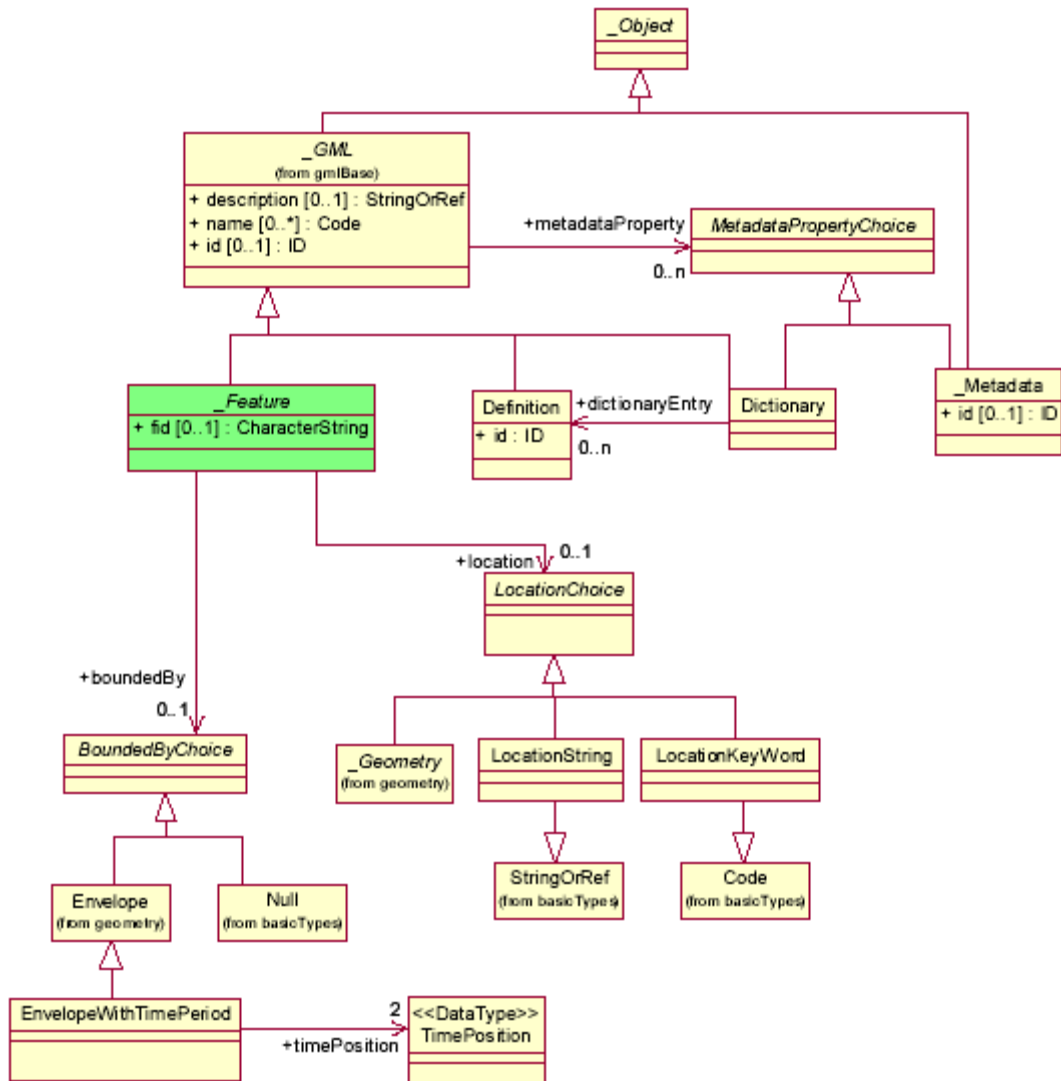 _Object
_GML
(from gmlBase)
+ description [0..1] : StringOrRef
+ name [0..*] : Code
+ id [0..1] : ID
+metadataProperty
0..n
MetadataPropertyChoice
_Feature
+ fid [0..1] : CharacterString
Definition
+ id : ID
+dictionaryEntry
0..n
Dictionary
_Metadata
+ id [0..1] : ID
+location
0..1
LocationChoice
+boundedBy
0..1
BoundedByChoice
_Geometry
(from geometry)
LocationString
LocationKeyWord
StringOrRef
(from basicTypes)
Code
(from basicTypes)
Envelope
(from geometry)
Null
(from basicTypes)
EnvelopeWithTimePeriod
2
+timePosition
<<DataType>>
TimePosition